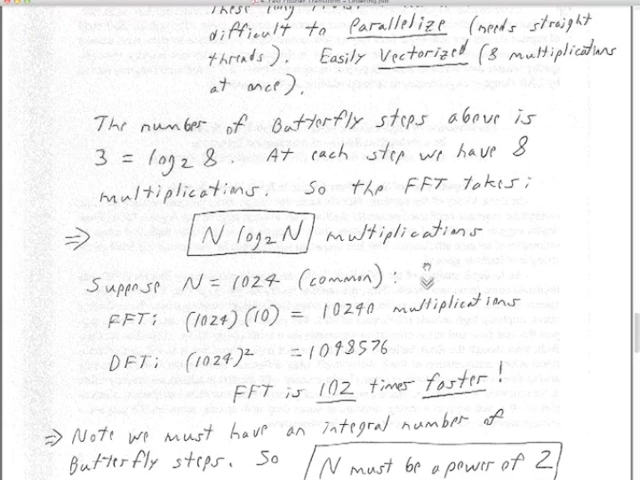 difficult to Parallelize (needs straight
threads). Easily Vectorized (8 multiplications
at once).
The number of Butterfly steps above is
3 = log₂ 8. At each step we have 8
multiplications. So the FFT takes:
⇒ N log₂ N multiplications
Suppose N = 1024 (common):
FFT: (1024)(10) = 10240 multiplications
DFT: (1024)² = 1048576
FFT is 102 times faster!
⇒ Note we must have an integral number of
Butterfly steps. So N must be a power of 2